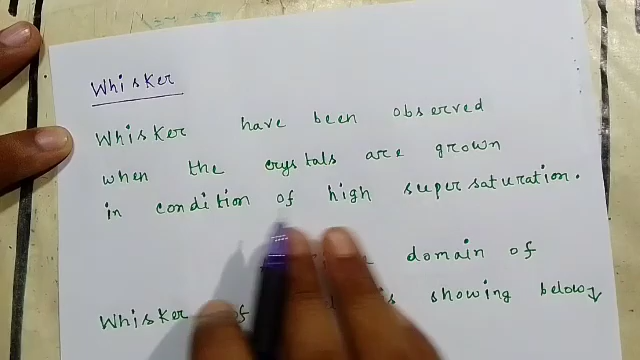 Whisker
Whisker have been observed
when the crystals are grown
in condition of high supersaturation.
domain of
Whisker of is showing below